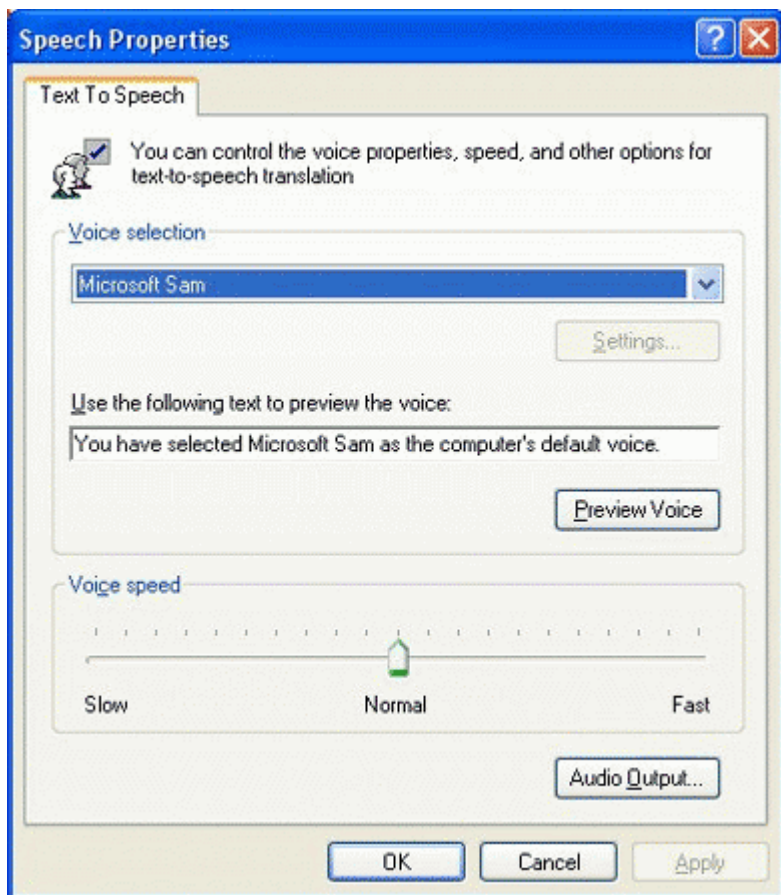 Speech Properties
Text To Speech
You can control the voice properties, speed, and other options for
text-to-speech translation
Voice selection
Microsoft Sam
Settings...
Use the following text to preview the voice:
You have selected Microsoft Sam as the computer's default voice.
Preview Voice
Voice speed
Slow Normal Fast
Audio Output...
OK Cancel Apply